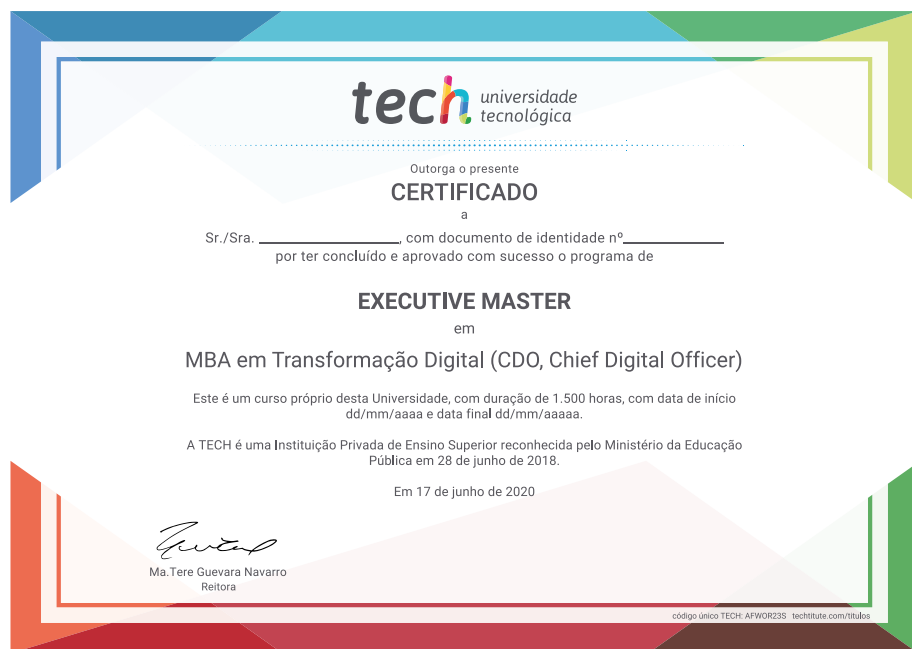 tech universidade
tecnológica
Outorga o presente
CERTIFICADO
a
Sr./Sra. ____________________, com documento de identidade nº______________
por ter concluído e aprovado com sucesso o programa de
EXECUTIVE MASTER
em
MBA em Transformação Digital (CDO, Chief Digital Officer)
Este é um curso próprio desta Universidade, com duração de 1.500 horas, com data de início
dd/mm/aaaa e data final dd/mm/aaaaa.
A TECH é uma Instituição Privada de Ensino Superior reconhecida pelo Ministério da Educação
Pública em 28 de junho de 2018.
Em 17 de junho de 2020
Ma.Tere Guevara Navarro
Reitora
código único TECH: AFWOR23S techtitute.com/titulos